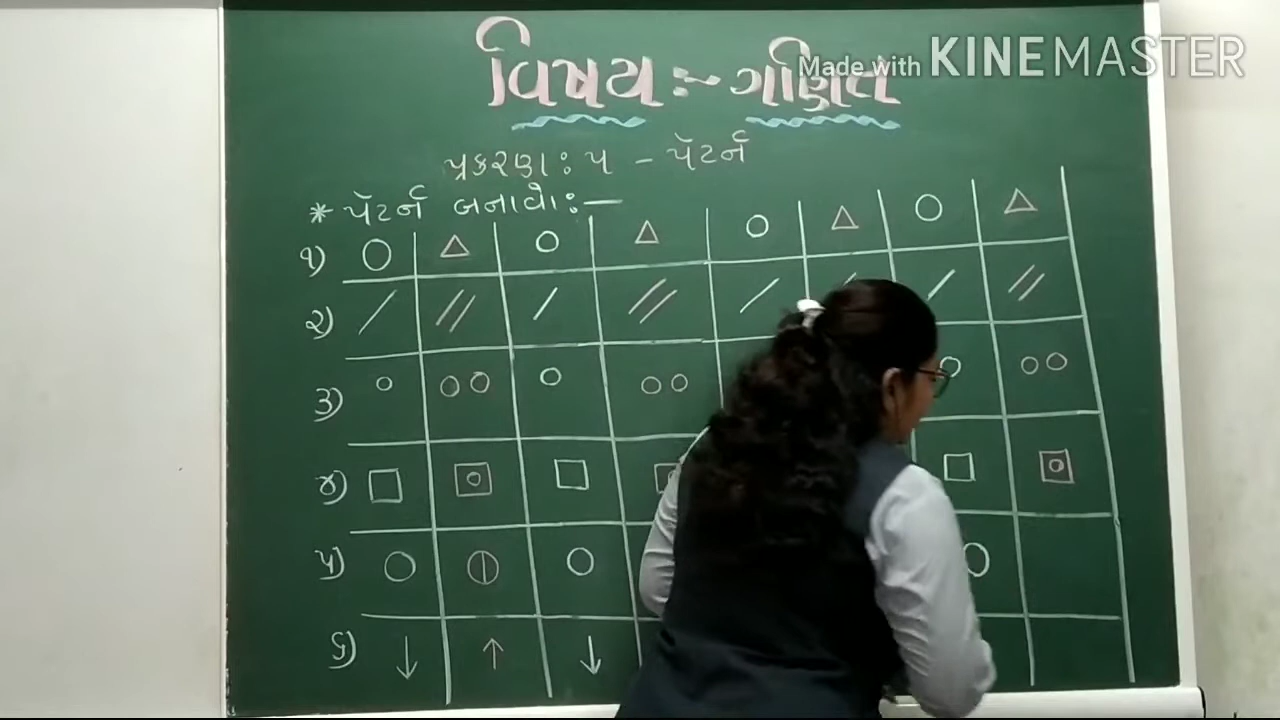 Made with KINEMASTER
વિષય :- ગણિત
પ્રકરણ : ૫ - પૅટર્ન
* પૅટર્ન બનાવો :-
૧)
૨)
૩)
૪)
૫)
૬)